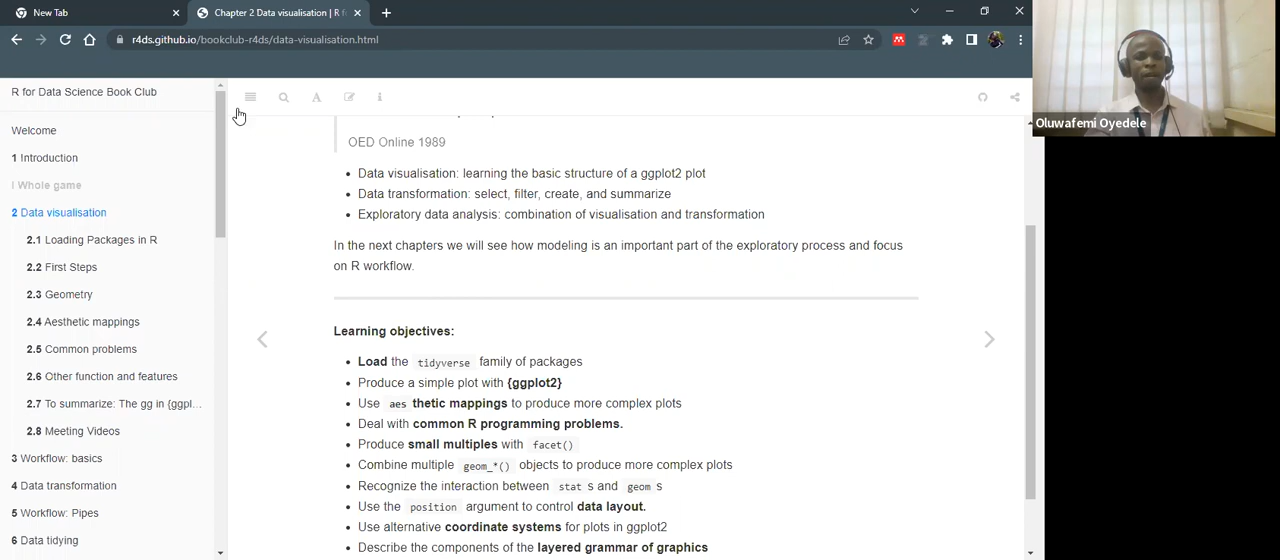 New Tab
Chapter 2 Data visualisation | R f
r4ds.github.io/bookclub-r4ds/data-visualisation.html
Oluwafemi Oyedele
R for Data Science Book Club
Welcome
1 Introduction
I Whole game
2 Data visualisation
2.1 Loading Packages in R
2.2 First Steps
2.3 Geometry
2.4 Aesthetic mappings
2.5 Common problems
2.6 Other function and features
2.7 To summarize: The gg in {ggpl...
2.8 Meeting Videos
3 Workflow: basics
4 Data transformation
5 Workflow: Pipes
6 Data tidying
OED Online 1989
• Data visualisation: learning the basic structure of a ggplot2 plot
• Data transformation: select, filter, create, and summarize
• Exploratory data analysis: combination of visualisation and transformation
In the next chapters we will see how modeling is an important part of the exploratory process and focus
on R workflow.
Learning objectives:
• Load the tidyverse family of packages
• Produce a simple plot with {ggplot2}
• Use aes thetic mappings to produce more complex plots
• Deal with common R programming problems.
• Produce small multiples with facet()
• Combine multiple geom_*() objects to produce more complex plots
• Recognize the interaction between stat s and geom s
• Use the position argument to control data layout.
• Use alternative coordinate systems for plots in ggplot2
• Describe the components of the layered grammar of graphics